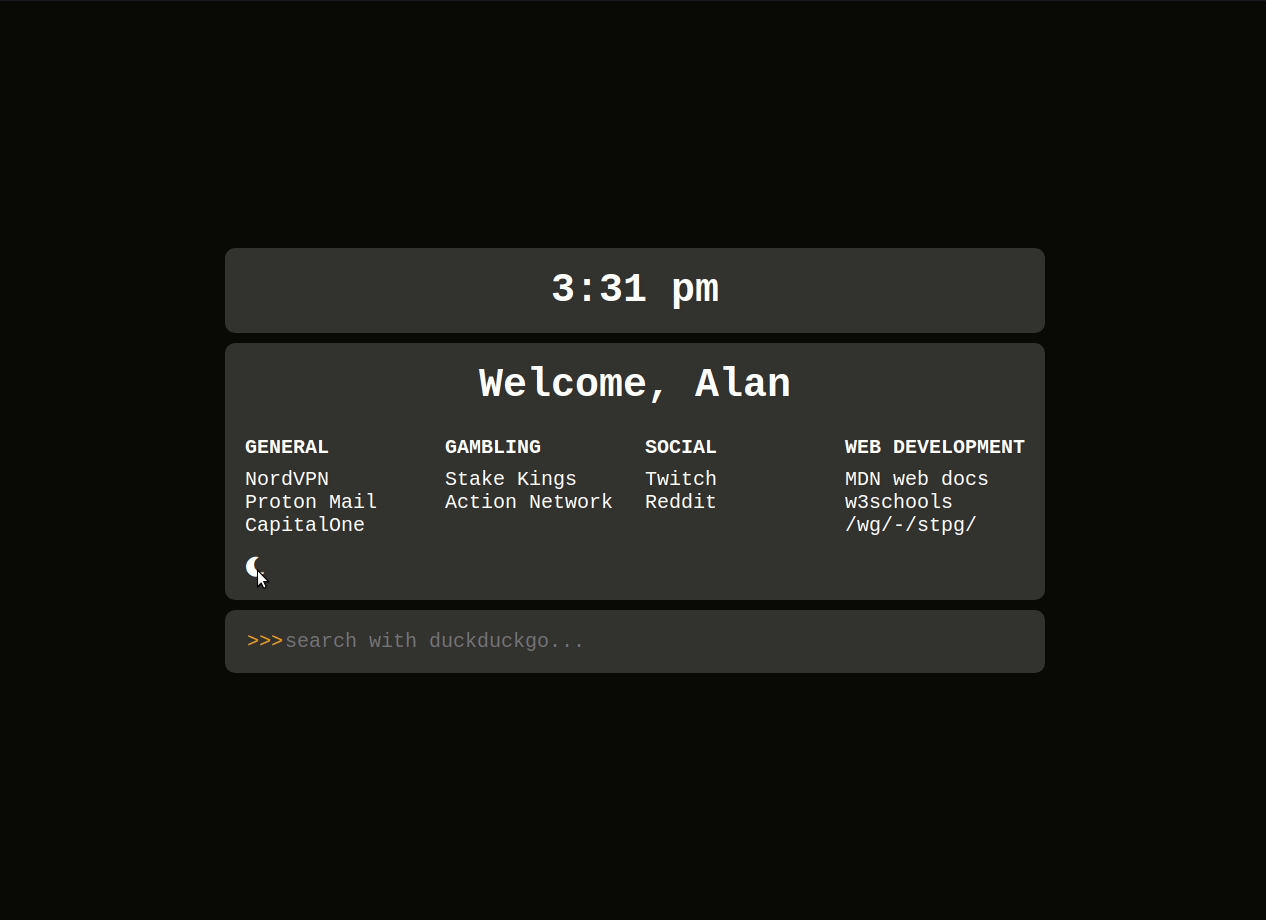 3:31 pm
Welcome, Alan
GENERAL
NordVPN
Proton Mail
CapitalOne
GAMBLING
Stake Kings
Action Network
SOCIAL
Twitch
Reddit
WEB DEVELOPMENT
MDN web docs
w3schools
/wg/-/stpg/
>>>search with duckduckgo...